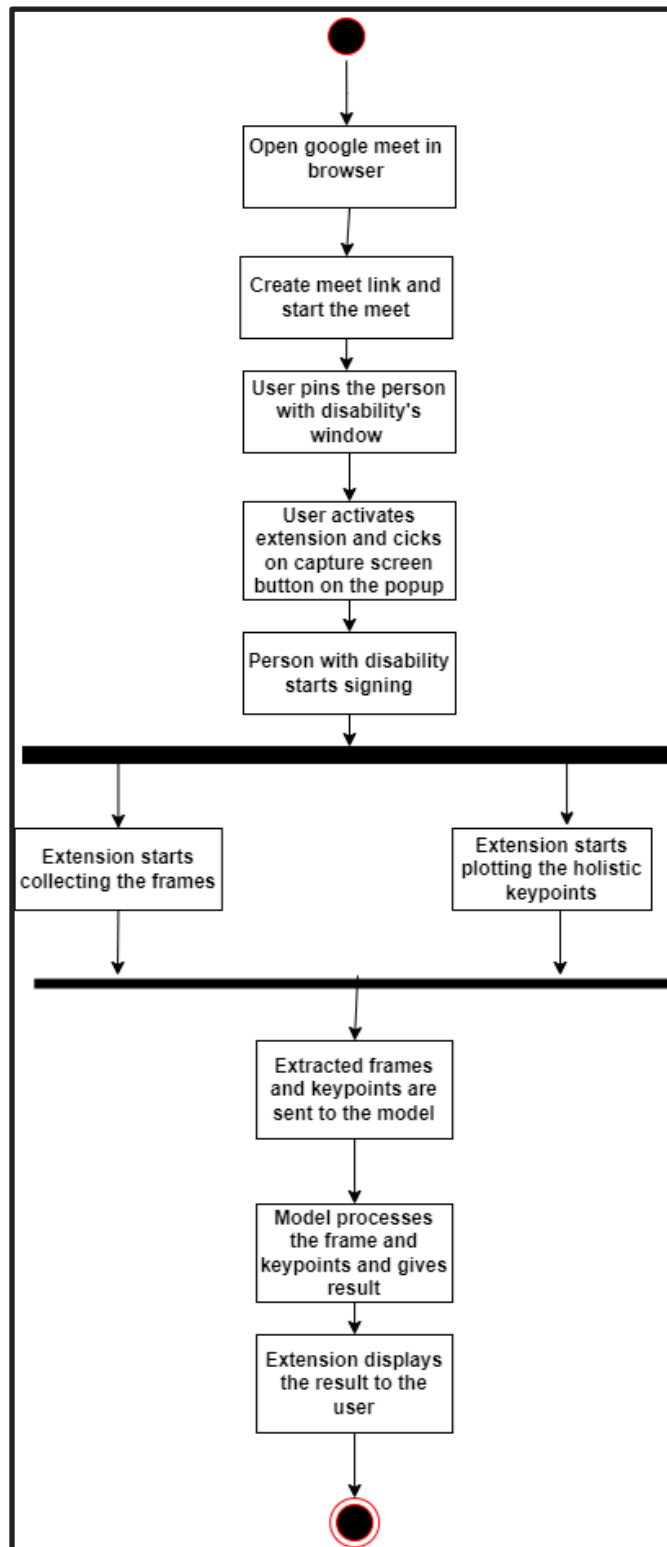 Open google meet in
browser
Create meet link and
start the meet
User pins the person
with disability's
window
User activates
extension and cicks
on capture screen
button on the popup
Person with disability
starts signing
Extension starts
collecting the frames
Extension starts
plotting the holistic
keypoints
Extracted frames
and keypoints are
sent to the model
Model processes
the frame and
keypoints and gives
result
Extension displays
the result to the
user